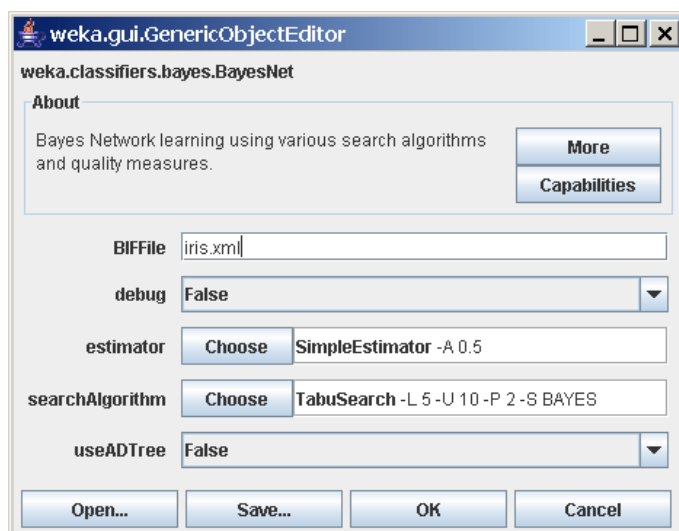 weka.gui.GenericObjectEditor
weka.classifiers.bayes.BayesNet
About
Bayes Network learning using various search algorithms
and quality measures.
More
Capabilities
BIFFile iris.xml
debug False
estimator Choose SimpleEstimator -A 0.5
searchAlgorithm Choose TabuSearch -L 5 -U 10 -P 2 -S BAYES
useADTree False
Open... Save... OK Cancel